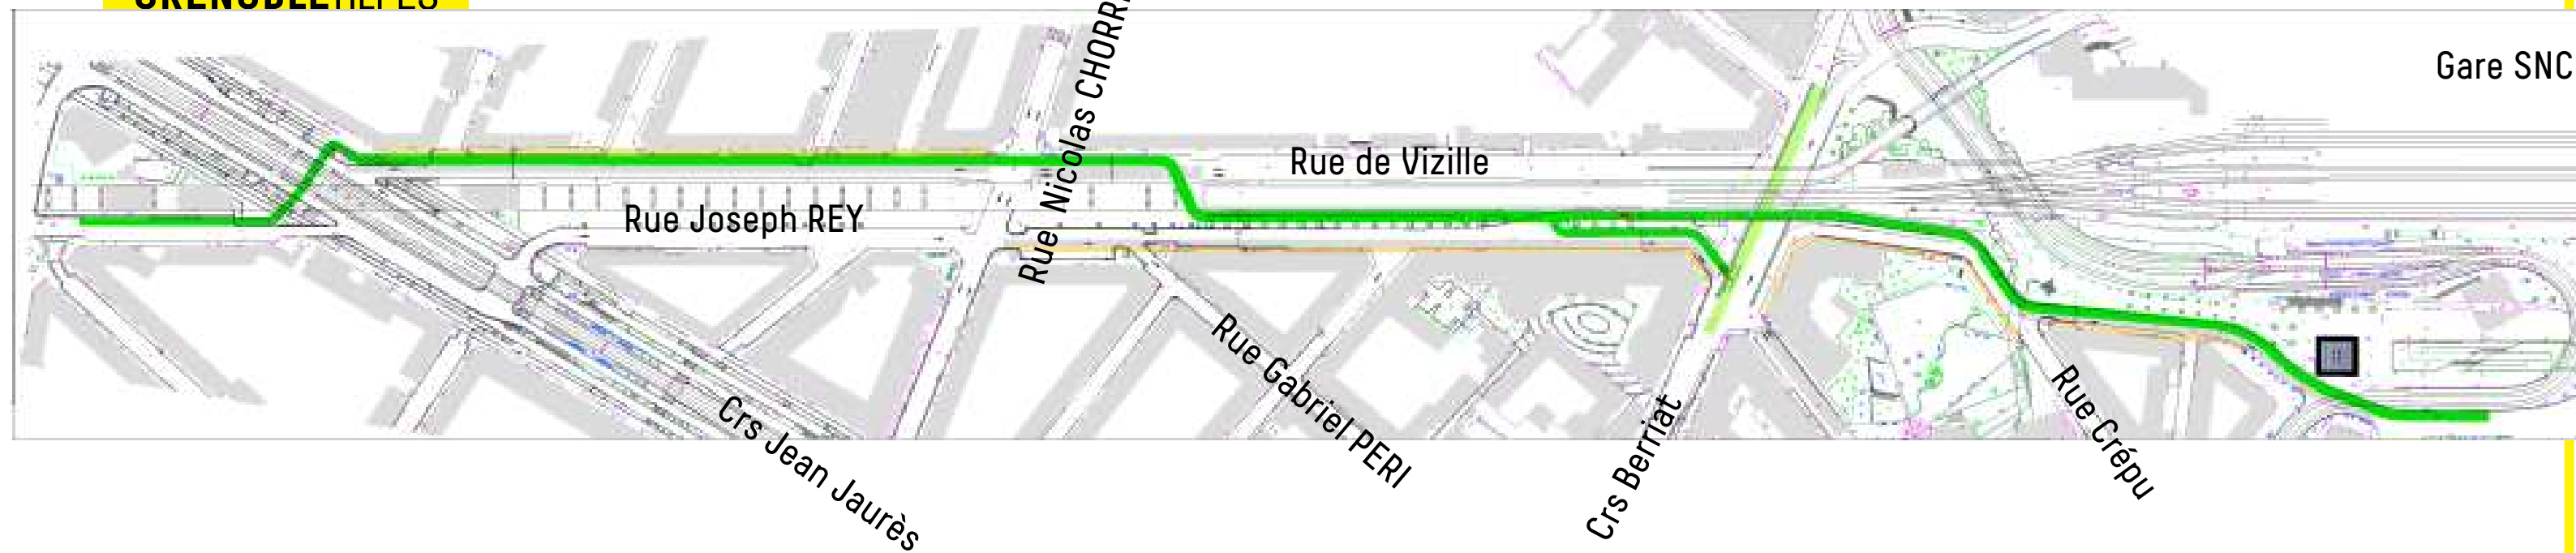 GRENOBLEALPES
Gare SNC
Rue Nicolas CHORR
Rue de Vizille
Rue Joseph REY
Rue Gabriel PERI
Crs Jean Jaurès
Crs Berriat
Rue Crépu